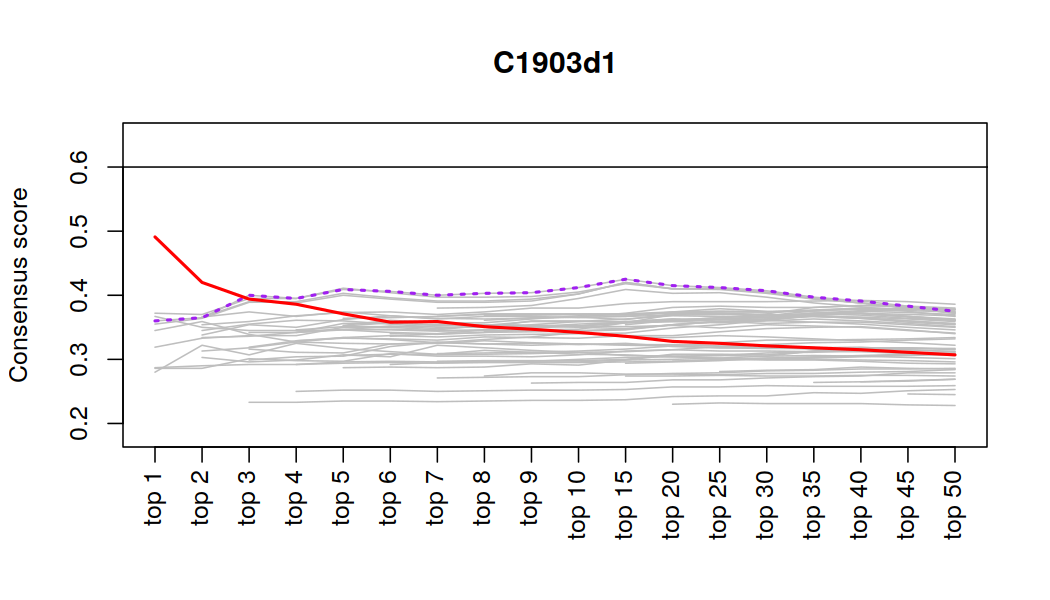 C1903d1
Consensus score
0.6
0.5
0.4
0.3
0.2
top 1
top 2
top 3
top 4
top 5
top 6
top 7
top 8
top 9
top 10
top 15
top 20
top 25
top 30
top 35
top 40
top 45
top 50